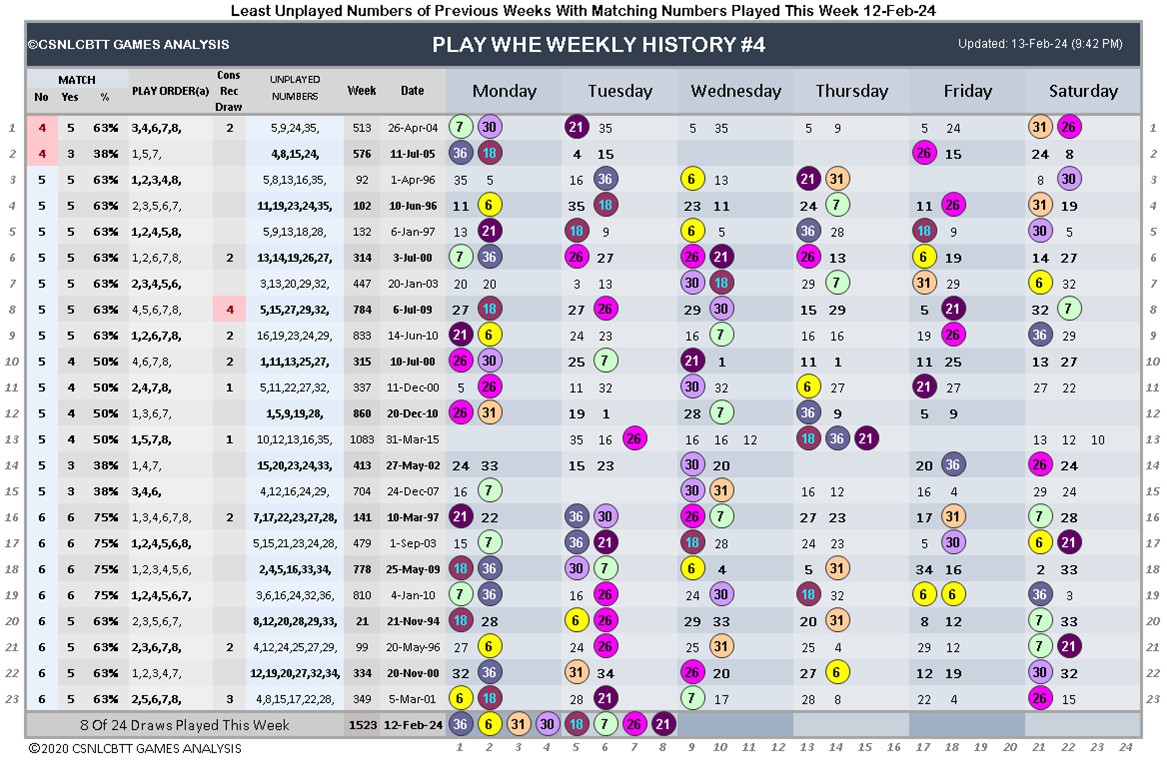 Least Unplayed Numbers of Previous Weeks With Matching Numbers Played This Week 12-Feb-24
©CSNLCBTT GAMES ANALYSIS PLAY WHE WEEKLY HISTORY #4 Updated: 13-Feb-24 (9:42 PM)
MATCH
No Yes % PLAY ORDER(a) Cons Rec Draw UNPLAYED NUMBERS Week Date Monday Tuesday Wednesday Thursday Friday Saturday
1 4 5 63% 3,4,6,7,8, 2 5,9,24,35, 513 26-Apr-04 7 30 21 35 5 35 5 9 5 24 31 26 1
2 4 3 38% 1,5,7, 4,8,15,24, 576 11-Jul-05 36 18 4 15 26 15 24 8 2
3 5 5 63% 1,2,3,4,8, 5,8,13,16,35, 92 1-Apr-96 35 5 16 36 6 13 21 31 8 30 3
4 5 5 63% 2,3,5,6,7, 11,19,23,24,35, 102 10-Jun-96 11 6 35 18 23 11 24 7 11 26 31 19 4
5 5 5 63% 1,2,4,5,8, 5,9,13,18,28, 132 6-Jan-97 13 21 18 9 6 5 36 28 18 9 30 5 5
6 5 5 63% 1,2,6,7,8, 2 13,14,19,26,27, 314 3-Jul-00 7 36 26 27 26 21 26 13 6 19 14 27 6
7 5 5 63% 2,3,4,5,6, 3,13,20,29,32, 447 20-Jan-03 20 20 3 13 30 18 29 7 31 29 6 32 7
8 5 5 63% 4,5,6,7,8, 4 5,15,27,29,32, 784 6-Jul-09 27 18 27 26 29 30 15 29 5 21 32 7 8
9 5 5 63% 1,2,6,7,8, 2 16,19,23,24,29, 833 14-Jun-10 21 6 24 23 16 7 16 16 19 26 36 29 9
10 5 4 50% 4,6,7,8, 2 1,11,13,25,27, 315 10-Jul-00 26 30 25 7 21 1 11 1 11 25 13 27 10
11 5 4 50% 2,4,7,8, 1 5,11,22,27,32, 337 11-Dec-00 5 26 11 32 30 32 6 27 21 27 27 22 11
12 5 4 50% 1,3,6,7, 1,5,9,19,28, 860 20-Dec-10 26 31 19 1 28 7 36 9 5 9 12
13 5 4 50% 1,5,7,8, 1 10,12,13,16,35, 1083 31-Mar-15 35 16 26 16 16 12 18 36 21 13 12 10 13
14 5 3 38% 1,4,7, 15,20,23,24,33, 413 27-May-02 24 33 15 23 30 20 20 36 26 24 14
15 5 3 38% 3,4,6, 4,12,16,24,29, 704 24-Dec-07 16 7 30 31 16 12 16 4 29 24 15
16 6 6 75% 1,3,4,6,7,8, 2 7,17,22,23,27,28, 141 10-Mar-97 21 22 36 30 26 7 27 23 17 31 7 28 16
17 6 6 75% 1,2,4,5,6,8, 5,15,21,23,24,28, 479 1-Sep-03 15 7 36 21 18 28 24 23 5 30 6 21 17
18 6 6 75% 1,2,3,4,5,6, 2,4,5,16,33,34, 778 25-May-09 18 36 30 7 6 4 5 31 34 16 2 33 18
19 6 6 75% 1,2,4,5,6,7, 3,6,16,24,32,36, 810 4-Jan-10 7 36 16 26 24 30 18 32 6 6 36 3 19
20 6 5 63% 2,3,5,6,7, 8,12,20,28,29,33, 21 21-Nov-94 18 28 6 26 29 33 20 31 8 12 7 33 20
21 6 5 63% 2,3,6,7,8, 2 4,12,24,25,27,29, 99 20-May-96 27 6 24 26 25 31 25 4 29 12 7 21 21
22 6 5 63% 1,2,3,4,7, 12,19,20,27,32,34, 334 20-Nov-00 32 36 31 34 26 20 27 6 12 19 30 32 22
23 6 5 63% 2,5,6,7,8, 3 4,8,15,17,22,28, 349 5-Mar-01 6 18 28 21 7 17 28 8 22 4 26 15 23
8 Of 24 Draws Played This Week 1523 12-Feb-24 36 6 31 30 18 7 26 21
©2020 CSNLCBTT GAMES ANALYSIS 1 2 3 4 5 6 7 8 9 10 11 12 13 14 15 16 17 18 19 20 21 22 23 24